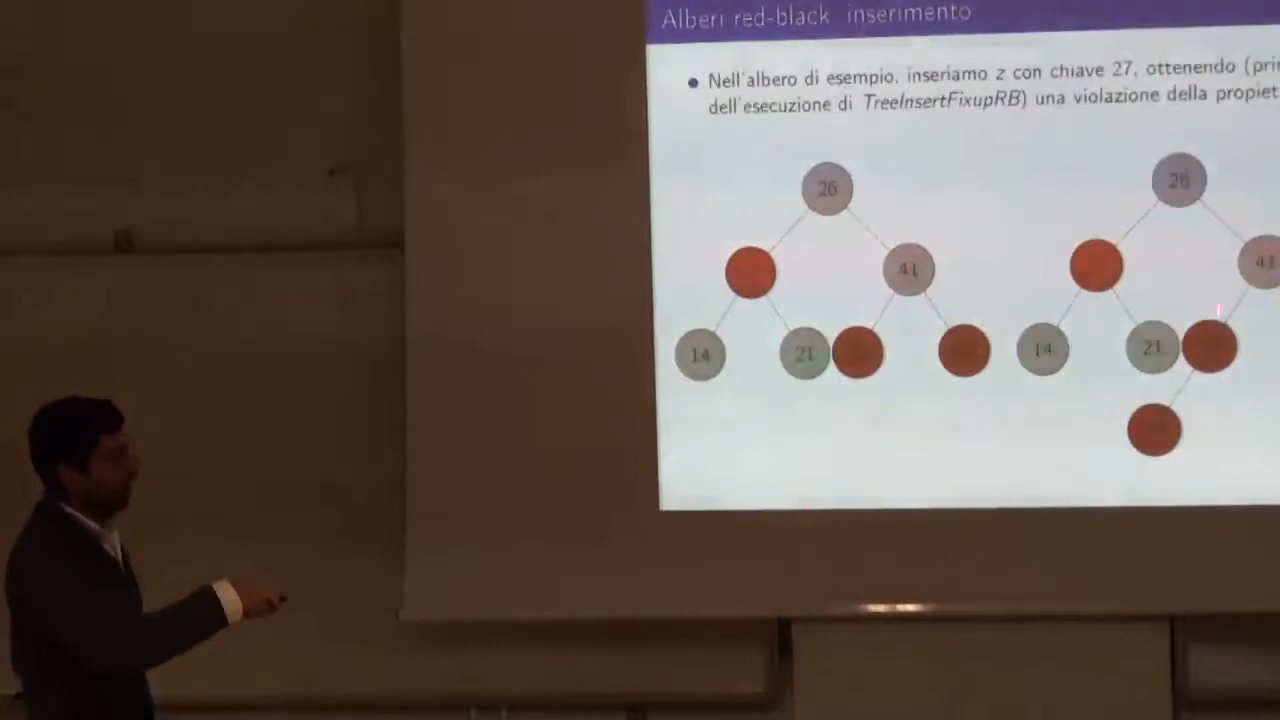 Alberi red-black inserimento
Nell'albero di esempio, inseriamo z con chiave 27, ottenendo (pri
dell'esecuzione di TreeInsertFixupRB) una violazione della propiet
26
26
41
41
14
21
14
21